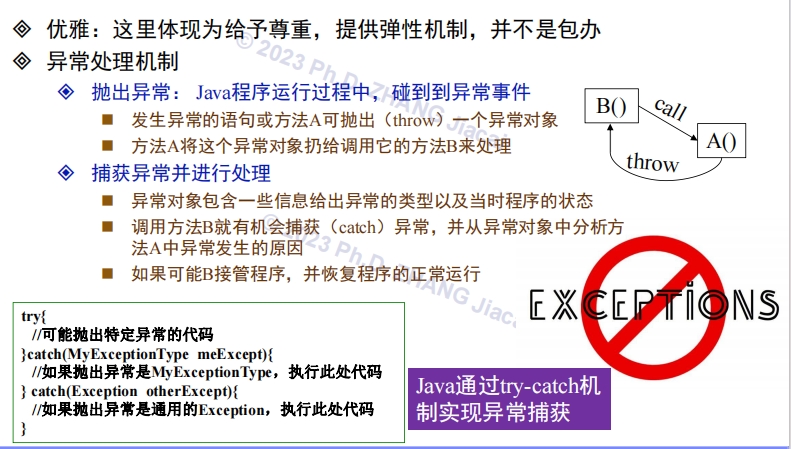 优雅：这里体现为给予尊重，提供弹性机制，并不是包办
异常处理机制
抛出异常： Java程序运行过程中，碰到到异常事件
发生异常的语句或方法A可抛出（throw）一个异常对象
方法A将这个异常对象扔给调用它的方法B来处理
捕获异常并进行处理
异常对象包含一些信息给出异常的类型以及当时程序的状态
调用方法B就有机会捕获（catch）异常，并从异常对象中分析方
法A中异常发生的原因
如果可能B接管程序，并恢复程序的正常运行
B()
call
A()
throw
EXCEPTIONS
try{
//可能抛出特定异常的代码
}catch(MyExceptionType meExcept){
//如果抛出异常是MyExceptionType，执行此处代码
} catch(Exception otherExcept){
//如果抛出异常是通用的Exception，执行此处代码
}
Java通过try-catch机
制实现异常捕获
© 2023 Ph.D. ZHANG
© 2023 Ph.D. ZHANG